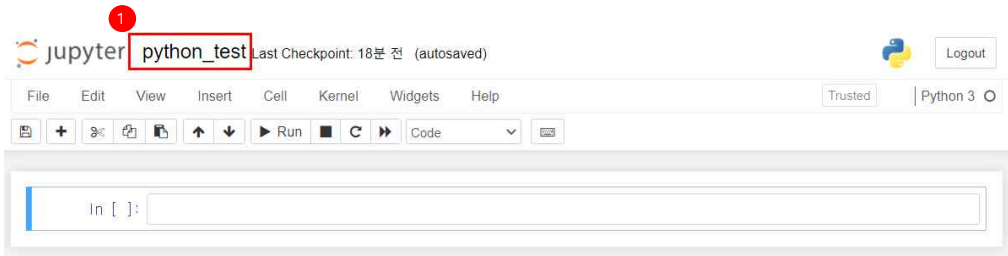 1
jupyter python_test Last Checkpoint: 18분 전 (autosaved)
Logout
File Edit View Insert Cell Kernel Widgets Help
Trusted
Python 3
Run
Code
In [ ]: